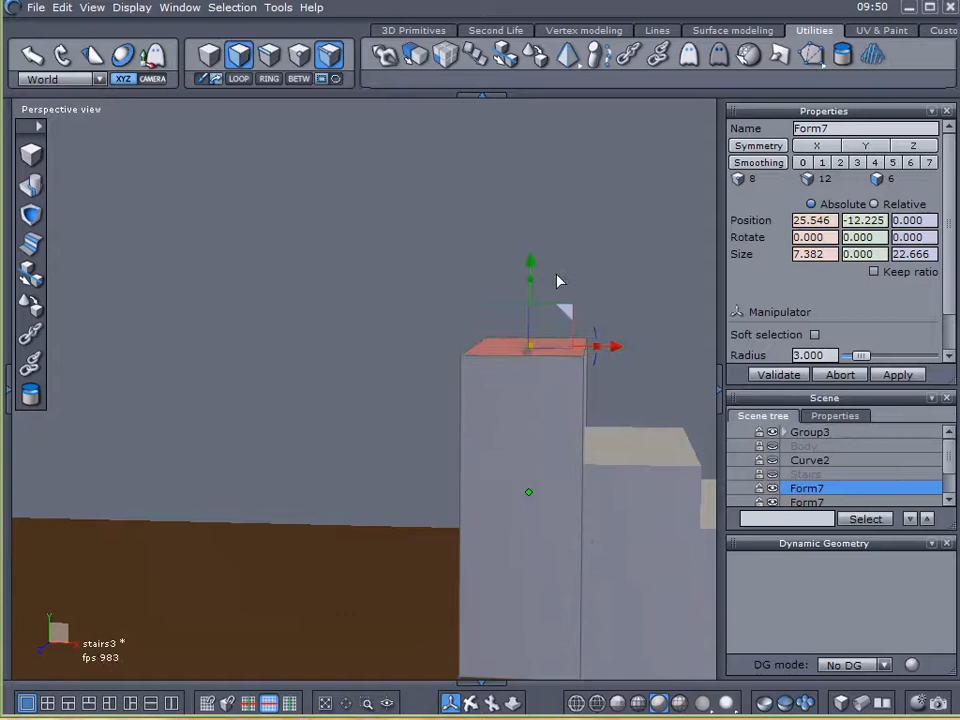 File Edit View Display Window Selection Tools Help
09:50
3D Primitives Second Life Vertex modeling Lines Surface modeling Utilities UV & Paint Custo
World XYZ CAMERA
LOOP RING BETW
Perspective view
Properties
Name Form7
Symmetry X Y Z
Smoothing 0 1 2 3 4 5 6 7
8 12 6
Absolute Relative
Position 25.546 -12.225 0.000
Rotate 0.000 0.000 0.000
Size 7.382 0.000 22.666
Keep ratio
Manipulator
Soft selection
Radius 3.000
Validate Abort Apply
Scene
Scene tree Properties
Group3
Body
Curve2
Stairs
Form7
Form7
Select
Dynamic Geometry
DG mode: No DG
Y
stairs3 *
fps 983